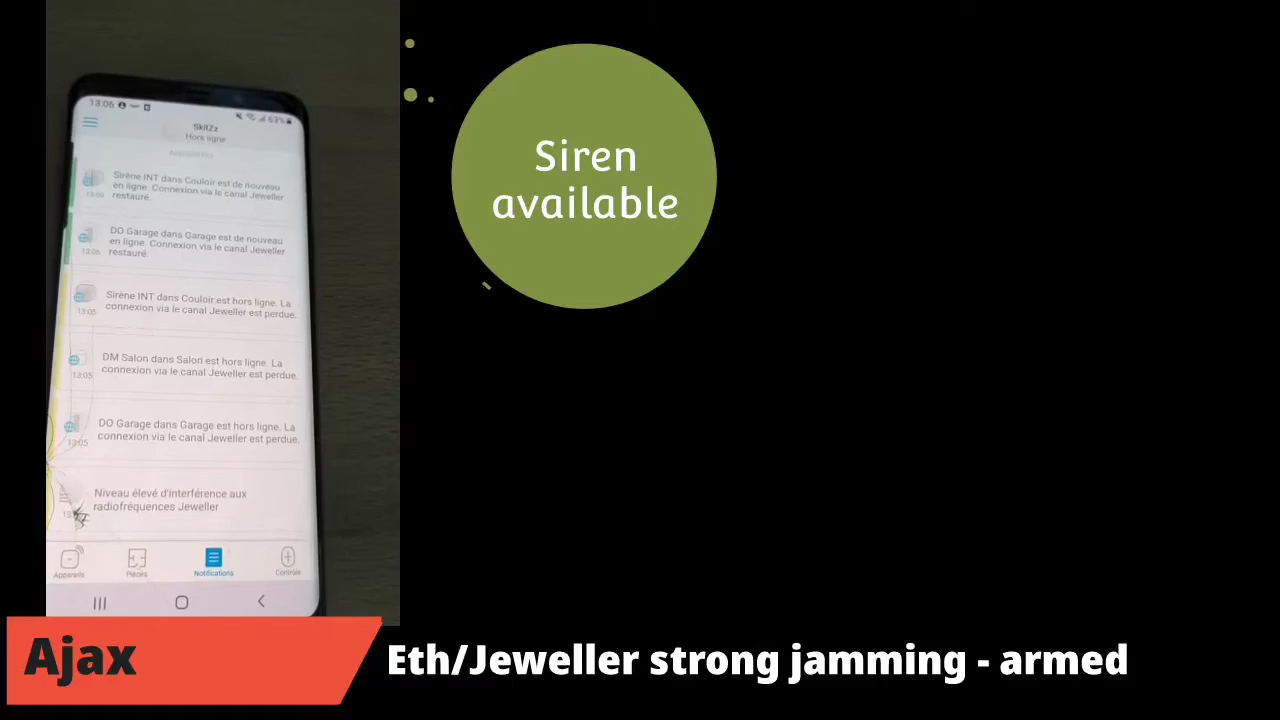 13:06
63%
SkitZz
Hors ligne
Sirène INT dans Couloir est de nouveau
en ligne. Connexion via le canal Jeweller
restauré.
13:06
DO Garage dans Garage est de nouveau
en ligne. Connexion via le canal Jeweller
restauré.
13:06
Sirène INT dans Couloir est hors ligne. La
connexion via le canal Jeweller est perdue.
13:05
DM Salon dans Salon est hors ligne. La
connexion via le canal Jeweller est perdue.
13:05
DO Garage dans Garage est hors ligne. La
connexion via le canal Jeweller est perdue.
13:05
Niveau élevé d'interférence aux
radiofréquences Jeweller
Appareils
Pièces
Notifications
Contrôle
Siren
available
Ajax
Eth/Jeweller strong jamming - armed